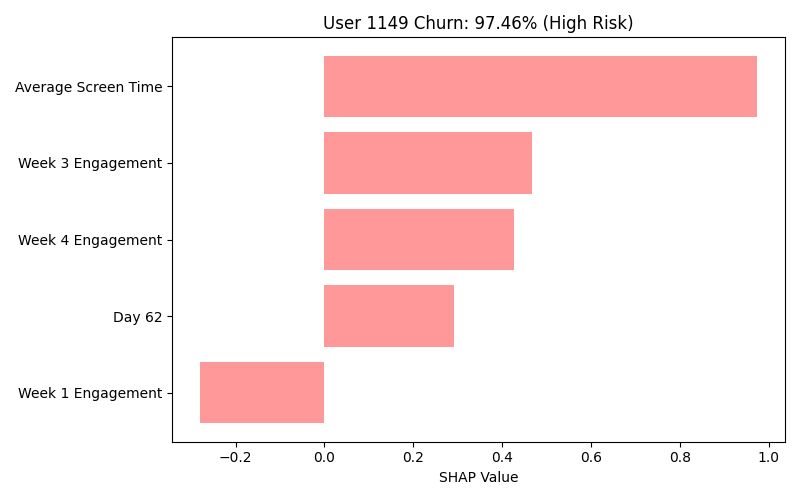 User 1149 Churn: 97.46% (High Risk)
Average Screen Time
Week 3 Engagement
Week 4 Engagement
Day 62
Week 1 Engagement
−0.2 0.0 0.2 0.4 0.6 0.8 1.0
SHAP Value